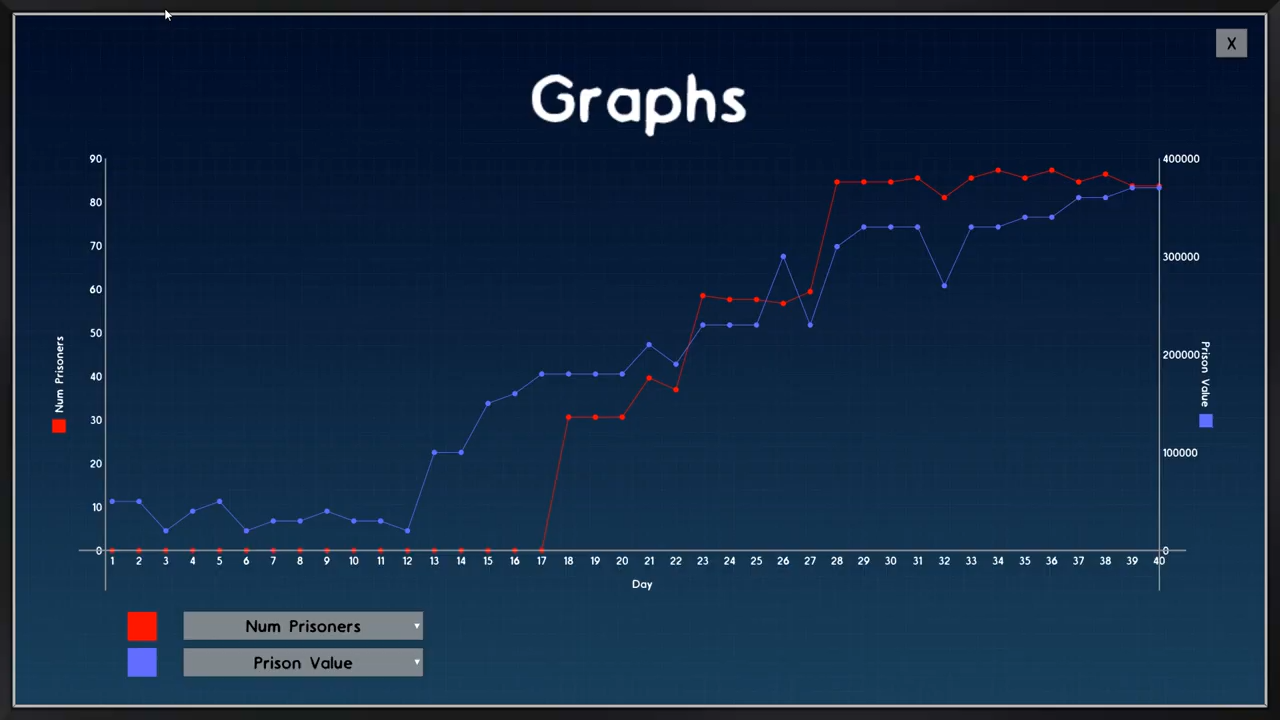 X
Graphs
90
80
70
60
50
40
30
20
10
0
Num Prisoners
400000
300000
200000
100000
0
Prison Value
1 2 3 4 5 6 7 8 9 10 11 12 13 14 15 16 17 18 19 20 21 22 23 24 25 26 27 28 29 30 31 32 33 34 35 36 37 38 39 40
Day
Num Prisoners
Prison Value